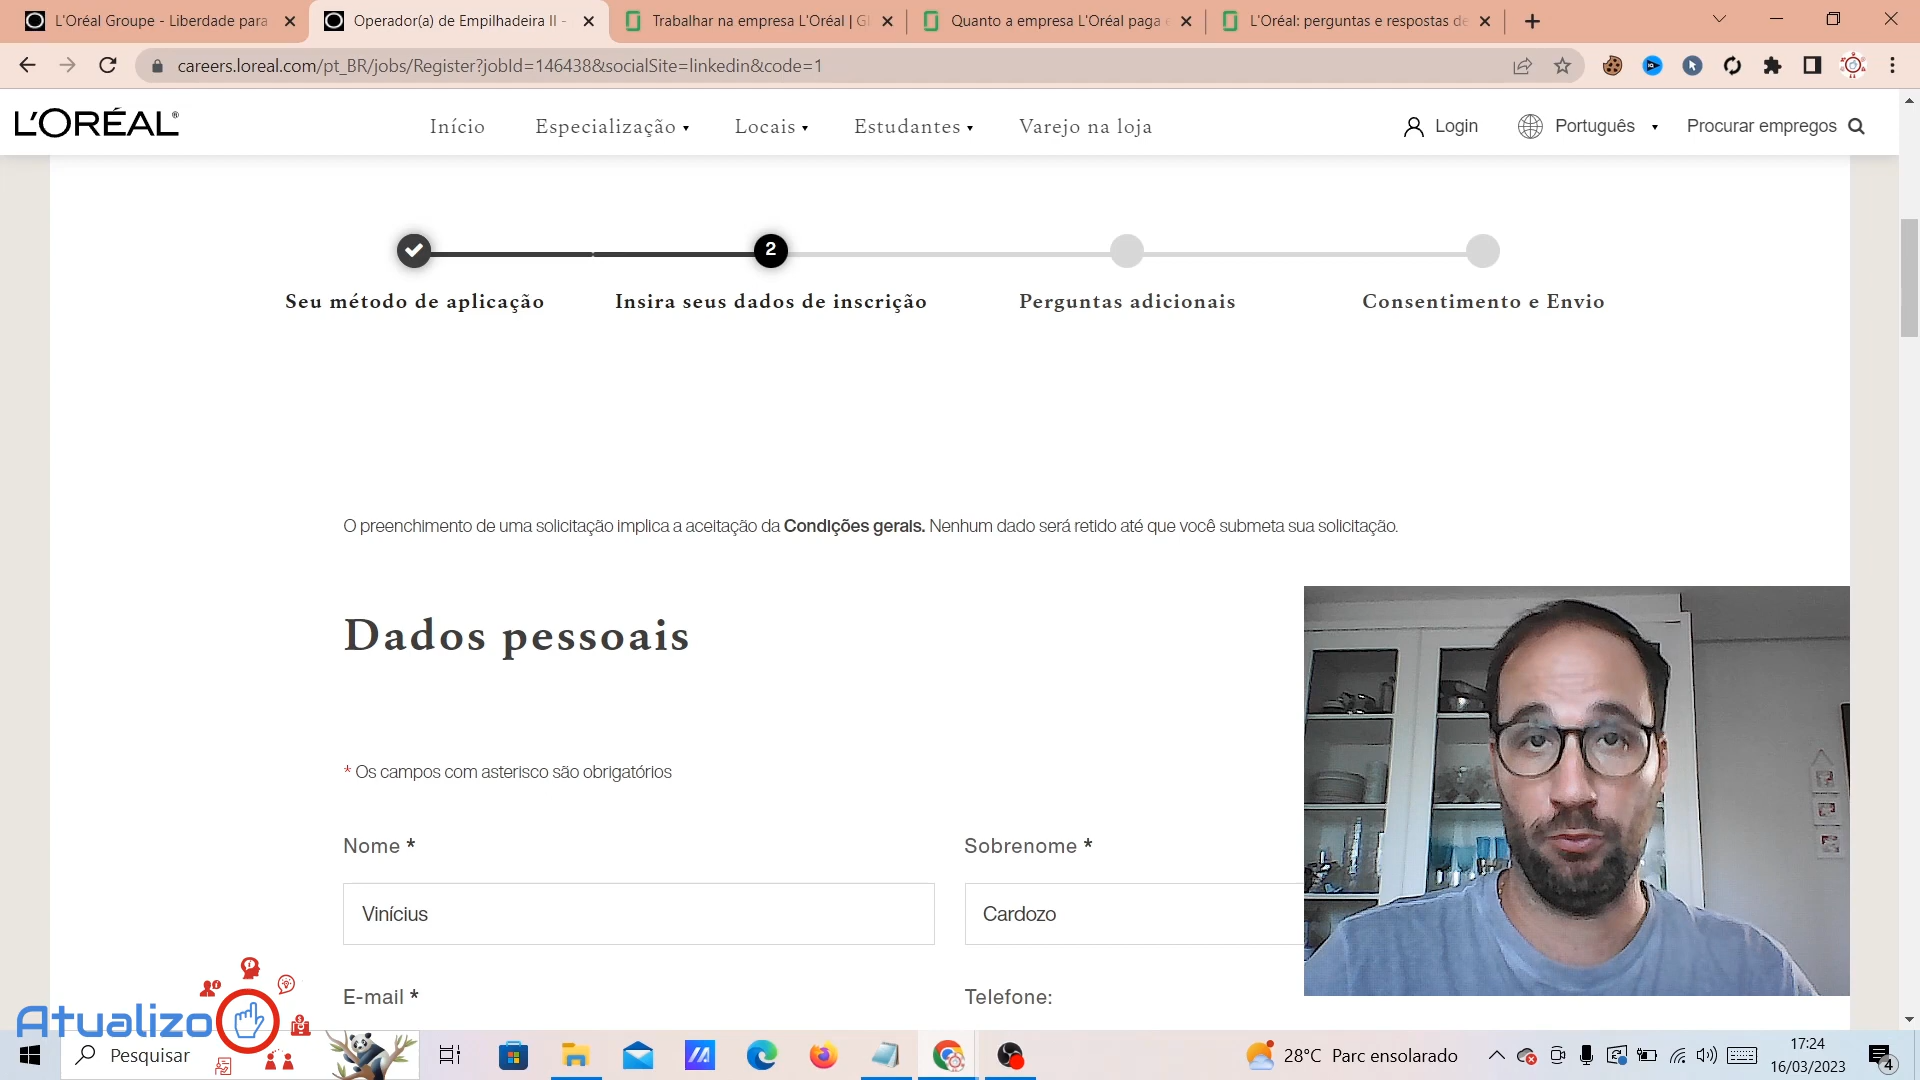 L'Oréal Groupe - Liberdade para
Operador(a) de Empilhadeira II -
Trabalhar na empresa L'Oréal | Gl
Quanto a empresa L'Oréal paga e
L'Oréal: perguntas e respostas de
careers.loreal.com/pt_BR/jobs/Register?jobId=146438&socialSite=linkedin&code=1
L'ORÉAL®
Início
Especialização
Locais
Estudantes
Varejo na loja
Login
Português
Procurar empregos
2
Seu método de aplicação
Insira seus dados de inscrição
Perguntas adicionais
Consentimento e Envio
O preenchimento de uma solicitação implica a aceitação da Condições gerais. Nenhum dado será retido até que você submeta sua solicitação.
Dados pessoais
* Os campos com asterisco são obrigatórios
Nome *
Sobrenome *
Vinícius
Cardozo
E-mail *
Telefone:
Atualizo
Pesquisar
28°C Parc ensolarado
17:24
16/03/2023
4